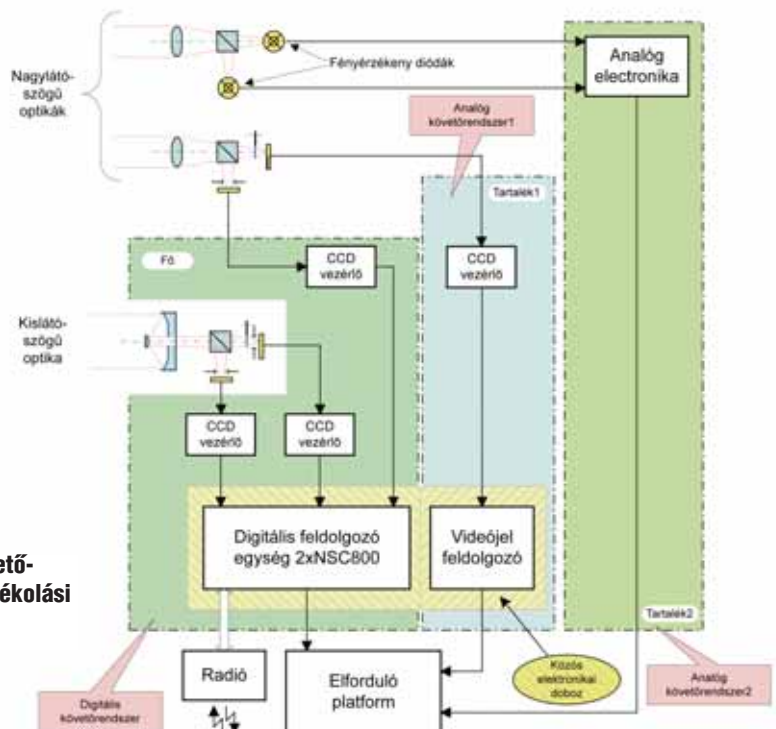 Nagylátó-
szögű
optikák
Fényérzékeny diódák
Analóg
electronika
Analóg
követőrendszer1
Tartalék1
Fő
CCD
vezérlő
CCD
vezérlő
Kislátó-
szögű
optika
CCD
vezérlő
CCD
vezérlő
Digitális feldolgozó
egység 2xNSC800
Videójel
feldolgozó
ető-
ékolási
Tartalék2
Radió
Elforduló
platform
Közös
elektronikai
doboz
Analóg
követőrendszer2
Digitális
követőrendszer